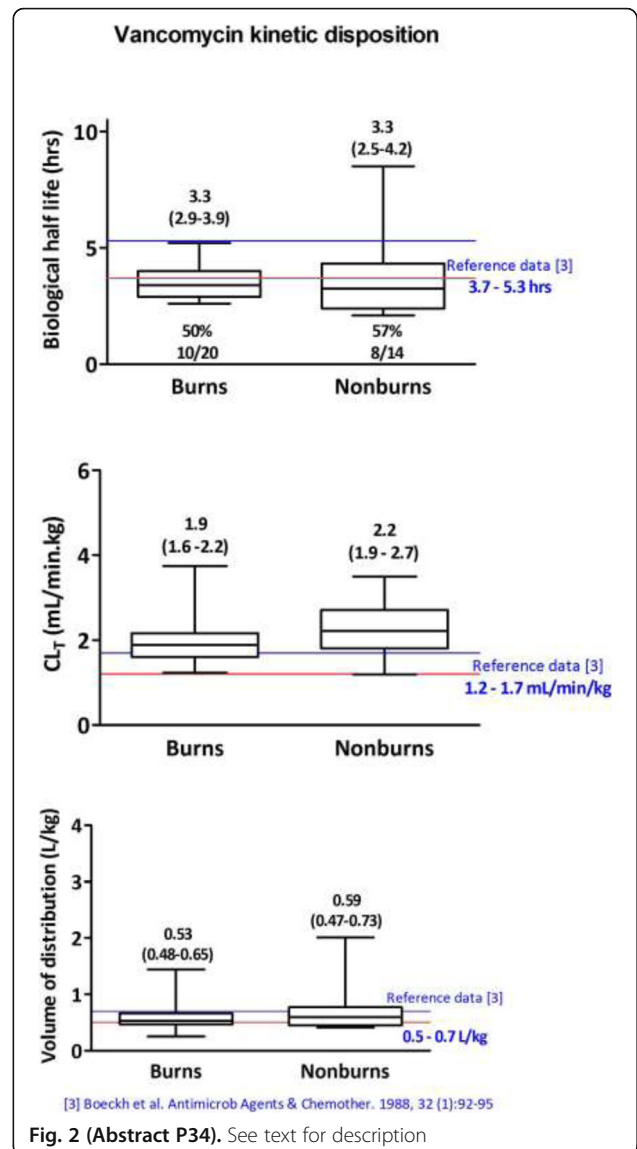 Vancomycin kinetic disposition
Biological half life (hrs)
10
5
0
3.3
(2.9-3.9)
3.3
(2.5-4.2)
Reference data [3]
3.7 - 5.3 hrs
50%
10/20
57%
8/14
Burns
Nonburns
CLT (mL/min.kg)
6
4
2
0
1.9
(1.6 -2.2)
2.2
(1.9 - 2.7)
Reference data [3]
1.2 - 1.7 mL/min/kg
Burns
Nonburns
Volume of distribution (L/kg)
4
3
2
1
0
0.53
(0.48-0.65)
0.59
(0.47-0.73)
Reference data [3]
0.5 - 0.7 L/kg
Burns
Nonburns
[3] Boeckh et al. Antimicrob Agents & Chemother. 1988, 32 (1):92-95
Fig. 2 (Abstract P34). See text for description